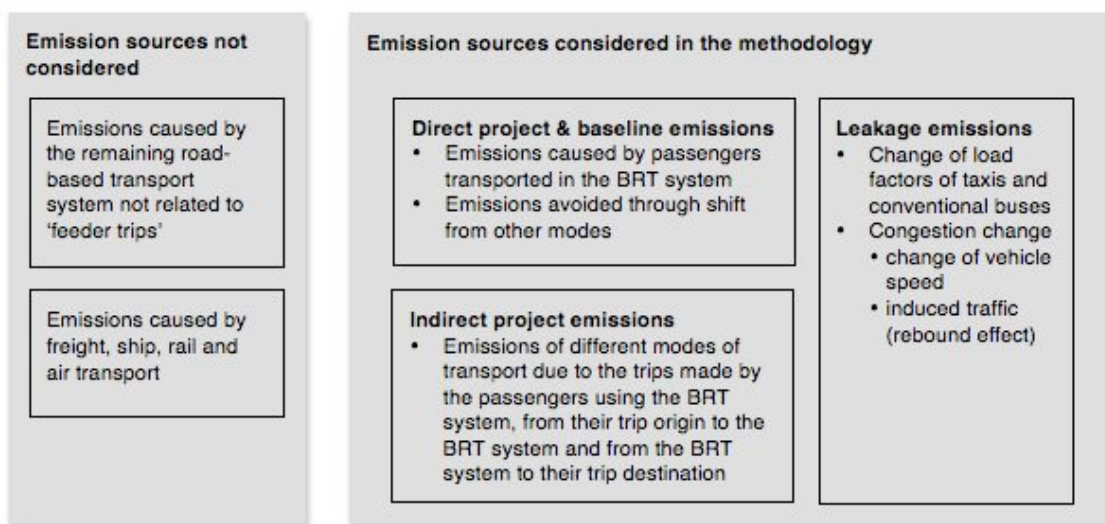 Emission sources not
considered
Emissions caused by
the remaining road-
based transport
system not related to
‘feeder trips’
Emissions caused by
freight, ship, rail and
air transport
Emission sources considered in the methodology
Direct project & baseline emissions
• Emissions caused by passengers
transported in the BRT system
• Emissions avoided through shift
from other modes
Indirect project emissions
• Emissions of different modes of
transport due to the trips made by
the passengers using the BRT
system, from their trip origin to the
BRT system and from the BRT
system to their trip destination
Leakage emissions
• Change of load
factors of taxis and
conventional buses
• Congestion change
• change of vehicle
speed
• induced traffic
(rebound effect)